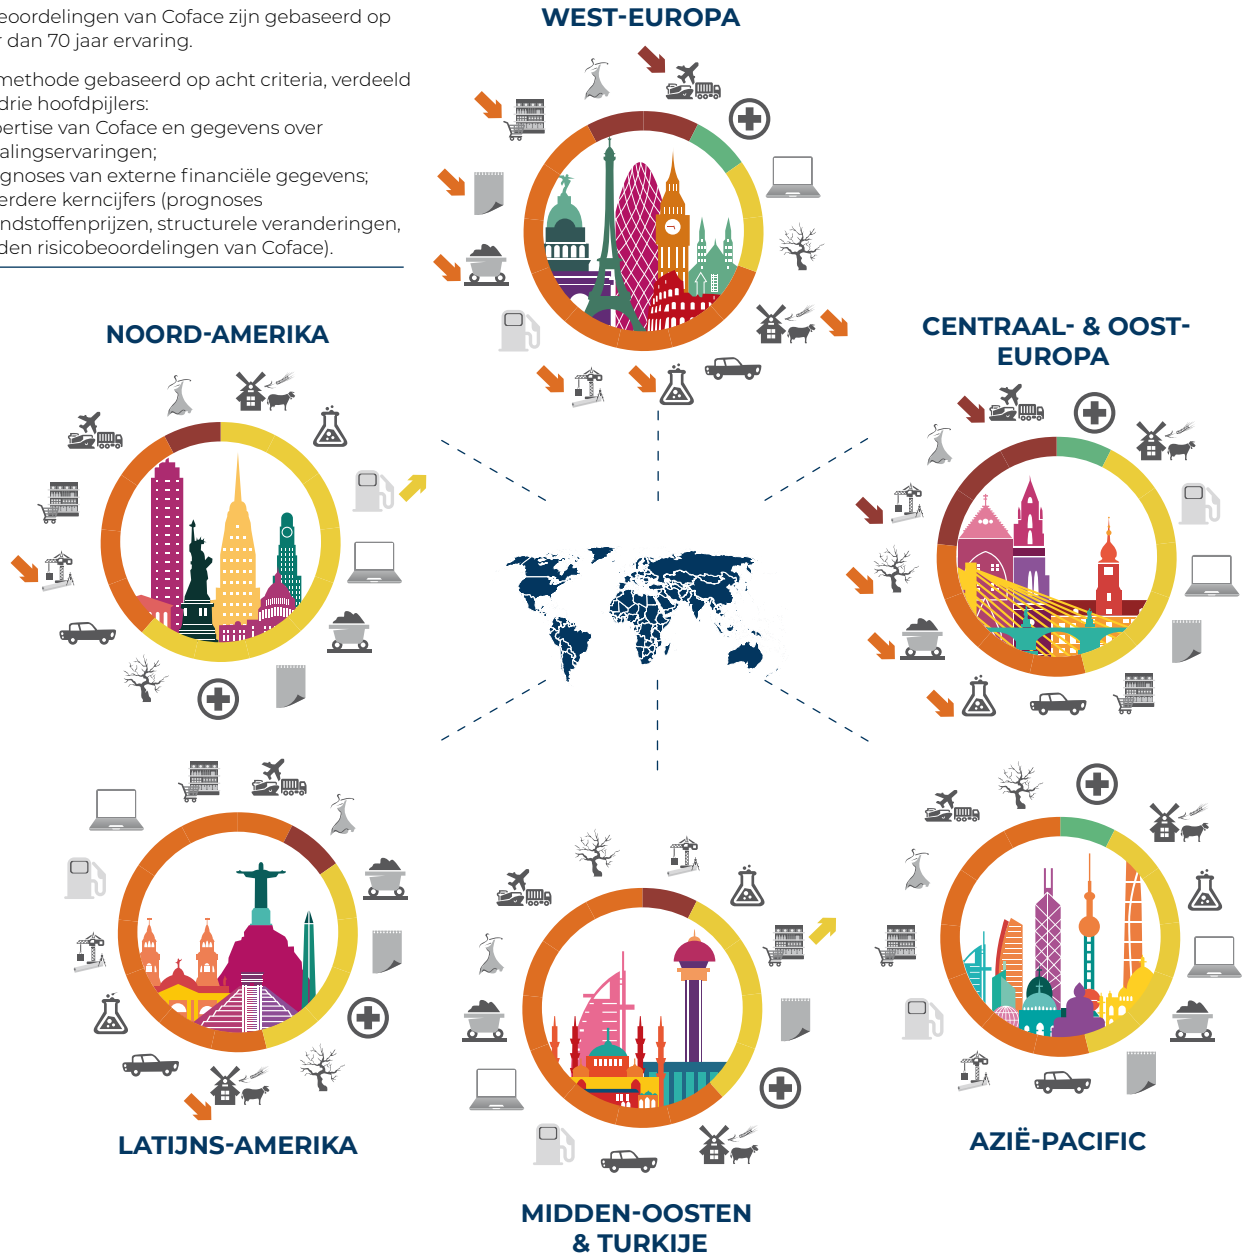 eoordelingen van Coface zijn gebaseerd op
dan 70 jaar ervaring.
methode gebaseerd op acht criteria, verdeeld
drie hoofdpijlers:
ertise van Coface en gegevens over
alingservaringen;
gnoses van externe financiële gegevens;
erdere kerncijfers (prognoses
ndstoffenprijzen, structurele veranderingen,
den risicobeoordelingen van Coface).
WEST-EUROPA
NOORD-AMERIKA
CENTRAAL- & OOST-
EUROPA
LATIJNS-AMERIKA
AZIË-PACIFIC
MIDDEN-OOSTEN
& TURKIJE